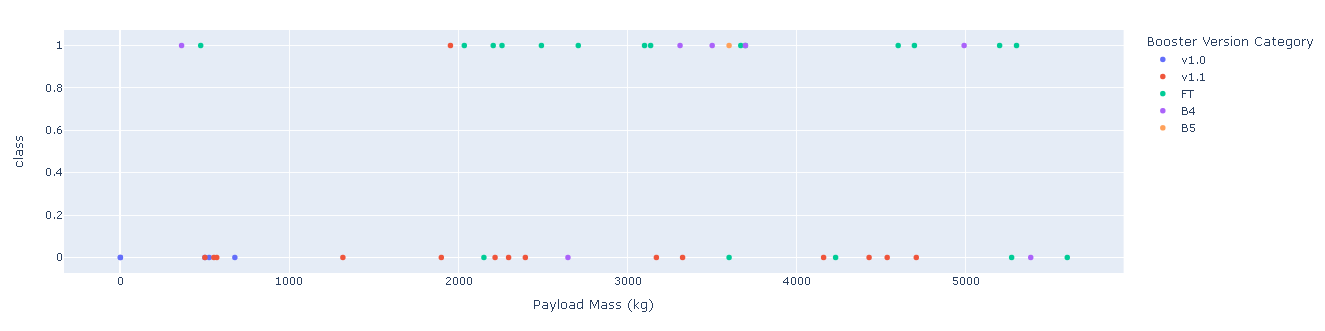 Booster Version Category
v1.0
v1.1
FT
B4
B5
class
1
0.8
0.6
0.4
0.2
0
0 1000 2000 3000 4000 5000
Payload Mass (kg)